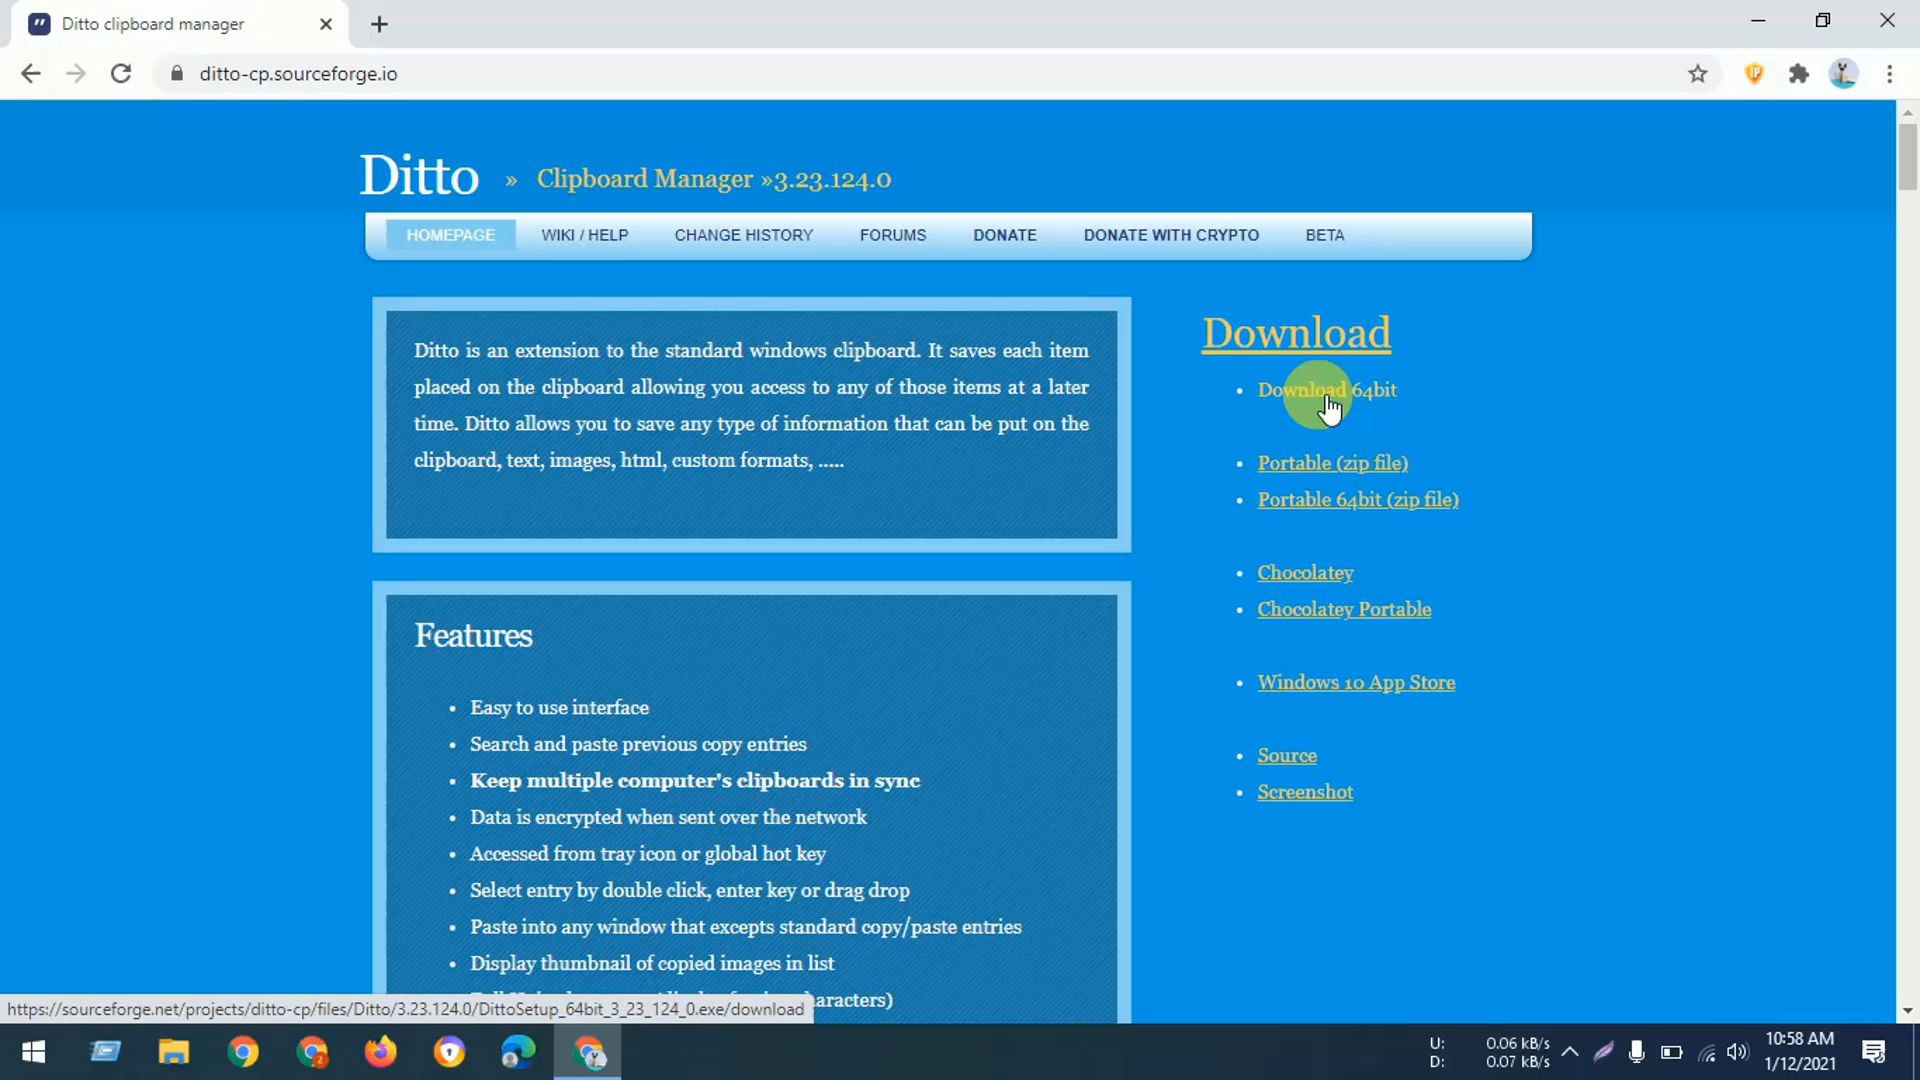 Ditto clipboard manager
ditto-cp.sourceforge.io
Ditto » Clipboard Manager »3.23.124.0
HOMEPAGE WIKI / HELP CHANGE HISTORY FORUMS DONATE DONATE WITH CRYPTO BETA
Ditto is an extension to the standard windows clipboard. It saves each item
placed on the clipboard allowing you access to any of those items at a later
time. Ditto allows you to save any type of information that can be put on the
clipboard, text, images, html, custom formats, .....
Features
Easy to use interface
Search and paste previous copy entries
Keep multiple computer's clipboards in sync
Data is encrypted when sent over the network
Accessed from tray icon or global hot key
Select entry by double click, enter key or drag drop
Paste into any window that excepts standard copy/paste entries
Display thumbnail of copied images in list
Download
Download 64bit
Portable (zip file)
Portable 64bit (zip file)
Chocolatey
Chocolatey Portable
Windows 10 App Store
Source
Screenshot
https://sourceforge.net/projects/ditto-cp/files/Ditto/3.23.124.0/DittoSetup_64bit_3_23_124_0.exe/download
U: 0.06 kB/s
D: 0.07 kB/s
10:58 AM
1/12/2021